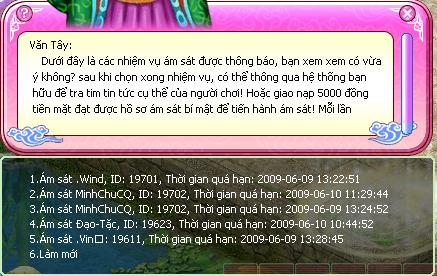 Văn Tây:
Dưới đây là các nhiệm vụ ám sát được thông báo, bạn xem xem có vừa
ý không? sau khi chọn xong nhiệm vụ, có thể thông qua hệ thống bạn
hữu để tra tim tin tức cụ thể của người chơi! Hoặc giao nạp 5000 đồng
tiền mặt đạt được hồ sơ ám sát bí mật để tiến hành ám sát! Mỗi lần
1.Ám sát .Wind, ID: 19701, Thời gian quá hạn: 2009-06-09 13:22:51
2.Ám sát MinhChuCQ, ID: 19702, Thời gian quá hạn: 2009-06-10 11:29:44
3.Ám sát MinhChuCQ, ID: 19702, Thời gian quá hạn: 2009-06-09 13:24:52
4.Ám sát Đạo-Tặc, ID: 19623, Thời gian quá hạn: 2009-06-10 10:44:52
5.Ám sát .Vin□: 19611, Thời gian quá hạn: 2009-06-09 13:28:45
6.Làm mới